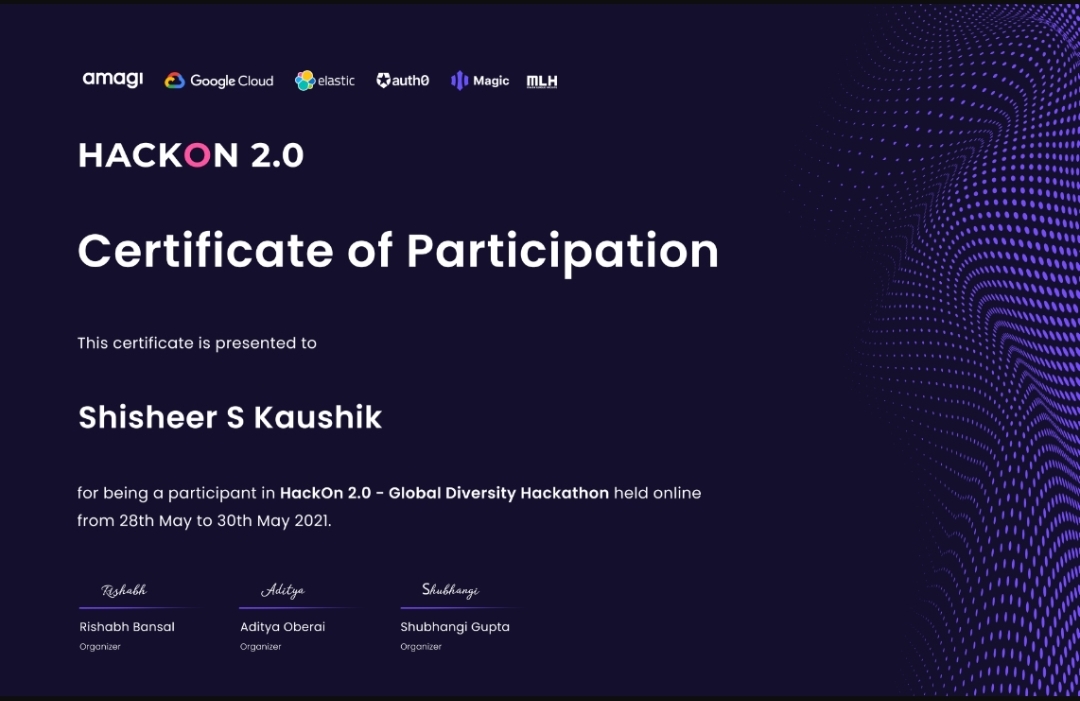 amagi Google Cloud elastic auth0 Magic MLH
HACKON 2.0
Certificate of Participation
This certificate is presented to
Shisheer S Kaushik
for being a participant in HackOn 2.0 - Global Diversity Hackathon held online
from 28th May to 30th May 2021.
Rishabh Aditya Shubhangi
Rishabh Bansal Aditya Oberai Shubhangi Gupta
Organizer Organizer Organizer